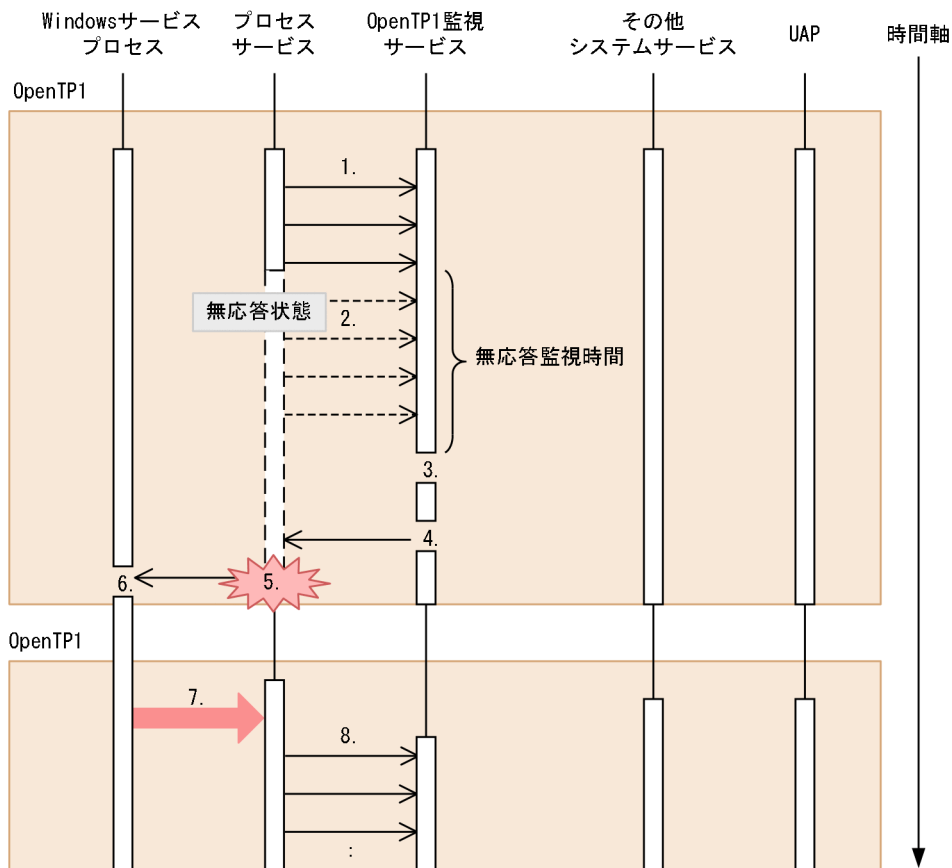 Windowsサービス
プロセス
プロセス
サービス
OpenTP1監視
サービス
その他
システムサービス
UAP
時間軸
OpenTP1
1.
無応答状態
2.
無応答監視時間
3.
4.
5.
6.
OpenTP1
7.
8.
: